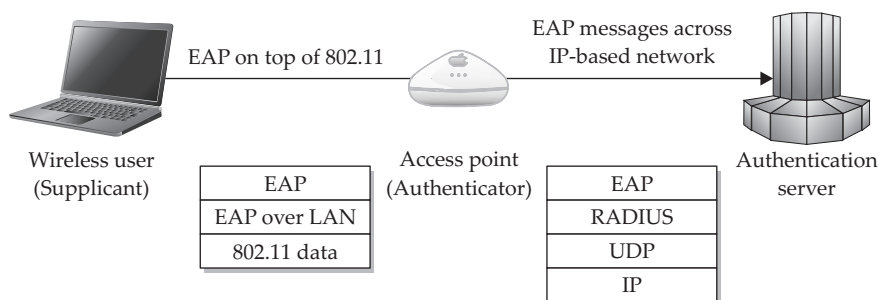 EAP on top of 802.11
EAP messages across
IP-based network
Wireless user
(Supplicant)
Access point
(Authenticator)
Authentication
server
EAP
EAP over LAN
802.11 data
EAP
RADIUS
UDP
IP